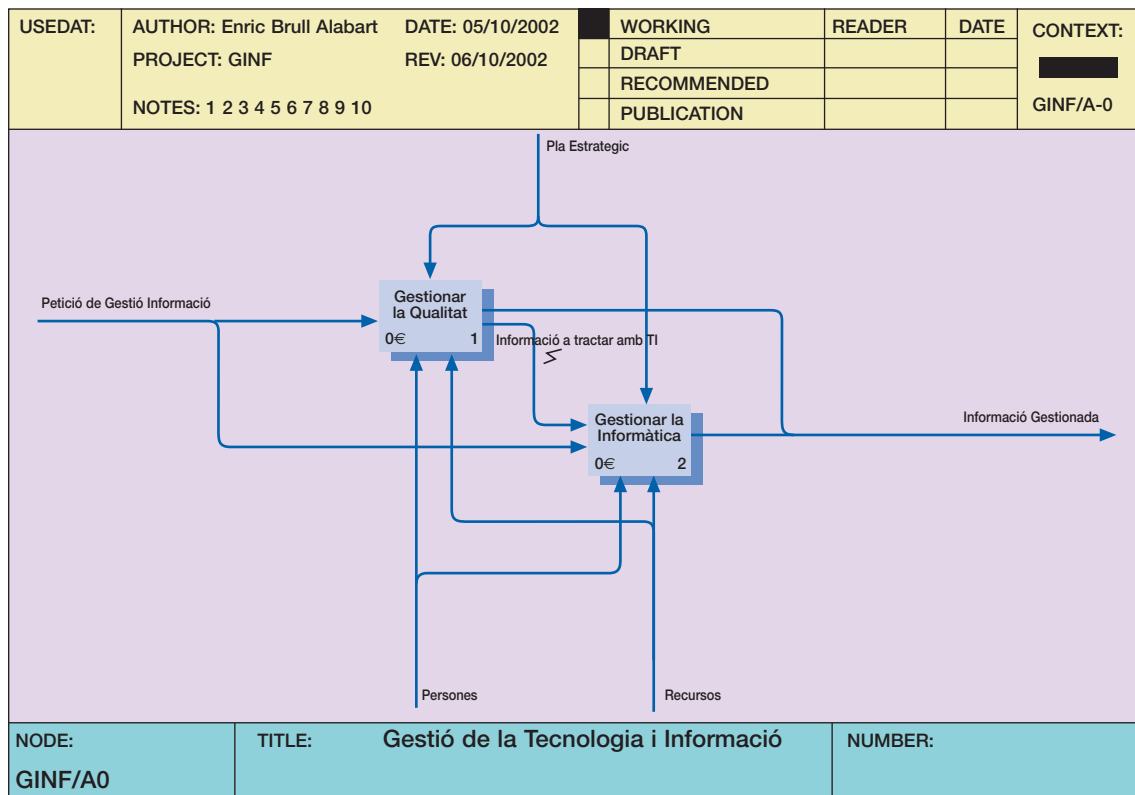 USEDAT:
AUTHOR: Enric Brull Alabart
DATE: 05/10/2002
PROJECT: GINF
REV: 06/10/2002
NOTES: 1 2 3 4 5 6 7 8 9 10
WORKING
DRAFT
RECOMMENDED
PUBLICATION
READER
DATE
CONTEXT:
GINF/A-0
Pla Estrategic
Petició de Gestió Informació
Gestionar
la Qualitat
0€ 1
Informació a tractar amb TI
Gestionar la
Informàtica
0€ 2
Informació Gestionada
Persones
Recursos
NODE:
GINF/A0
TITLE:
Gestió de la Tecnologia i Informació
NUMBER: